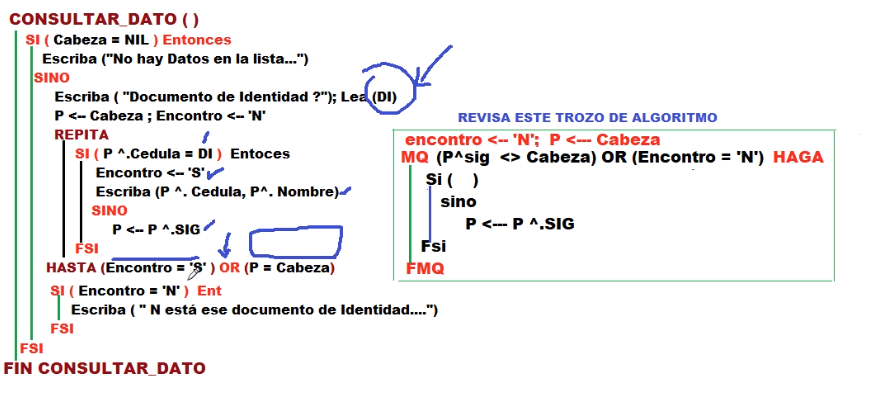 CONSULTAR_DATO ( )
SI ( Cabeza = NIL ) Entonces
Escriba ("No hay Datos en la lista...")
SINO
Escriba ( "Documento de Identidad ?"); Lea (DI)
P <-- Cabeza ; Encontro <-- 'N'
REPITA
SI ( P ^.Cedula = DI ) Entoces
Encontro <-- 'S'
Escriba (P ^. Cedula, P^. Nombre)
SINO
P <-- P ^.SIG
FSI
HASTA (Encontro = 'S' ) OR (P = Cabeza)
SI ( Encontro = 'N' ) Ent
Escriba ( " N está ese documento de Identidad....")
FSI
FSI
FIN CONSULTAR_DATO
REVISA ESTE TROZO DE ALGORITMO
encontro <-- 'N'; P <--- Cabeza
MQ (P^sig <> Cabeza) OR (Encontro = 'N') HAGA
Si ( )
sino
P <--- P ^.SIG
Fsi
FMQ